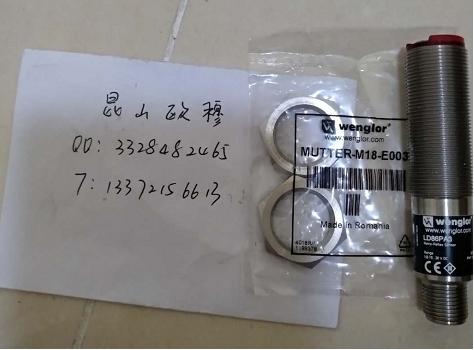 昆山欧穆
QQ: 3328482465
T: 13372156613
wenglor
www.wenglor.com
MUTTER-M18-E003
Made in Romania
wenglor
LD86PA3
CE